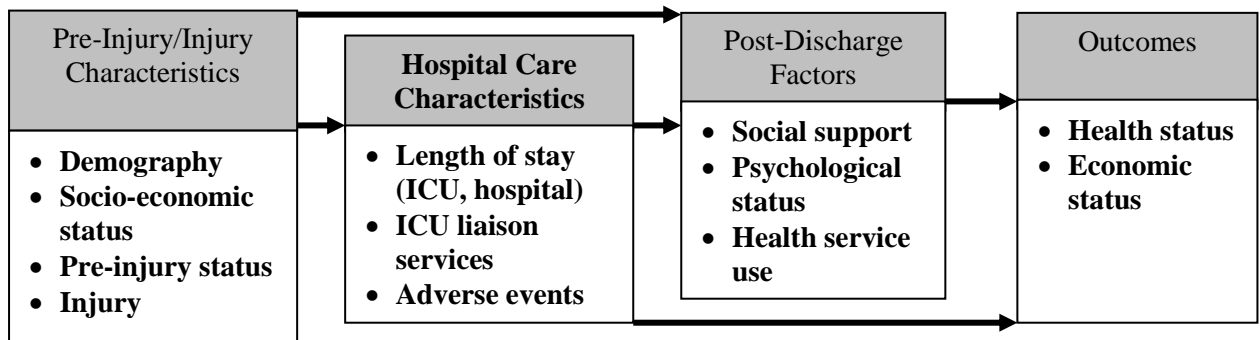 Pre-Injury/Injury
Characteristics
• Demography
• Socio-economic
status
• Pre-injury status
• Injury
Hospital Care
Characteristics
• Length of stay
(ICU, hospital)
• ICU liaison
services
• Adverse events
Post-Discharge
Factors
• Social support
• Psychological
status
• Health service
use
Outcomes
• Health status
• Economic
status